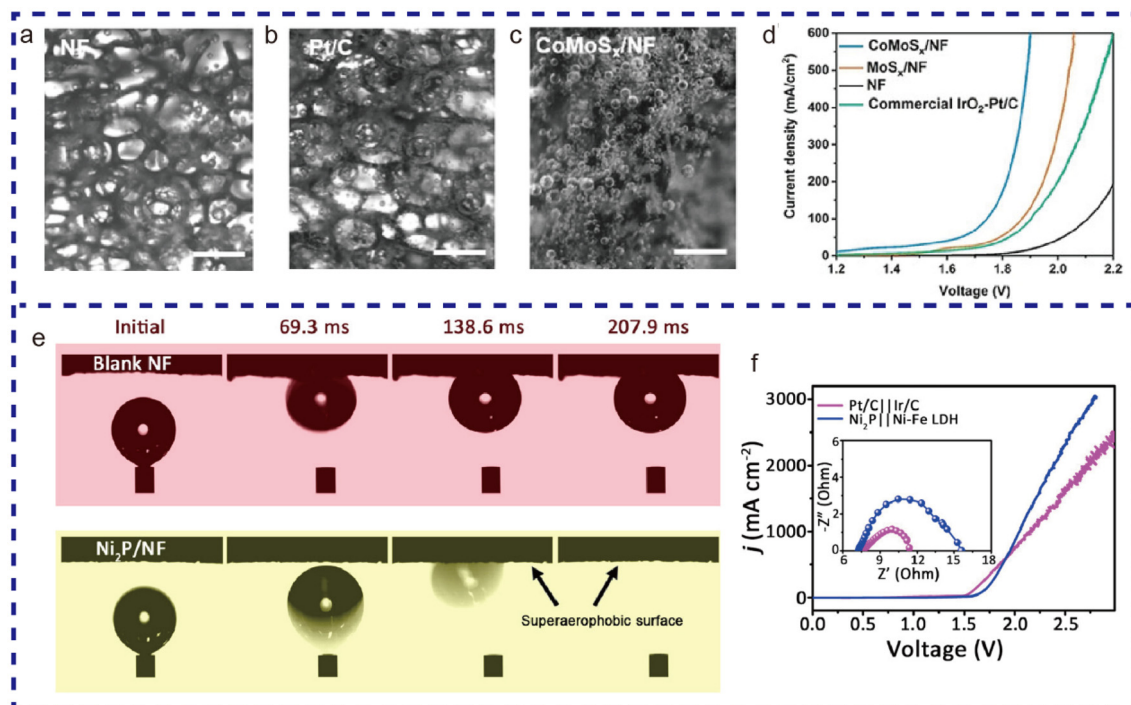 a
NF
b
Pt/C
c
CoMoSₓ/NF
d
600
500
400
300
200
100
0
Current density (mA/cm²)
CoMoSₓ/NF
MoSₓ/NF
NF
Commercial IrO₂-Pt/C
1.2 1.4 1.6 1.8 2.0 2.2
Voltage (V)
e
Initial 69.3 ms 138.6 ms 207.9 ms
Blank NF
Ni₂P/NF
Superaerophobic surface
f
3000
2000
1000
0
j (mA cm⁻²)
Pt/C||Ir/C
Ni₂P||Ni-Fe LDH
6
4
2
0
-Z″ (Ohm)
6 9 12 15 18
Z′ (Ohm)
0.0 0.5 1.0 1.5 2.0 2.5
Voltage (V)